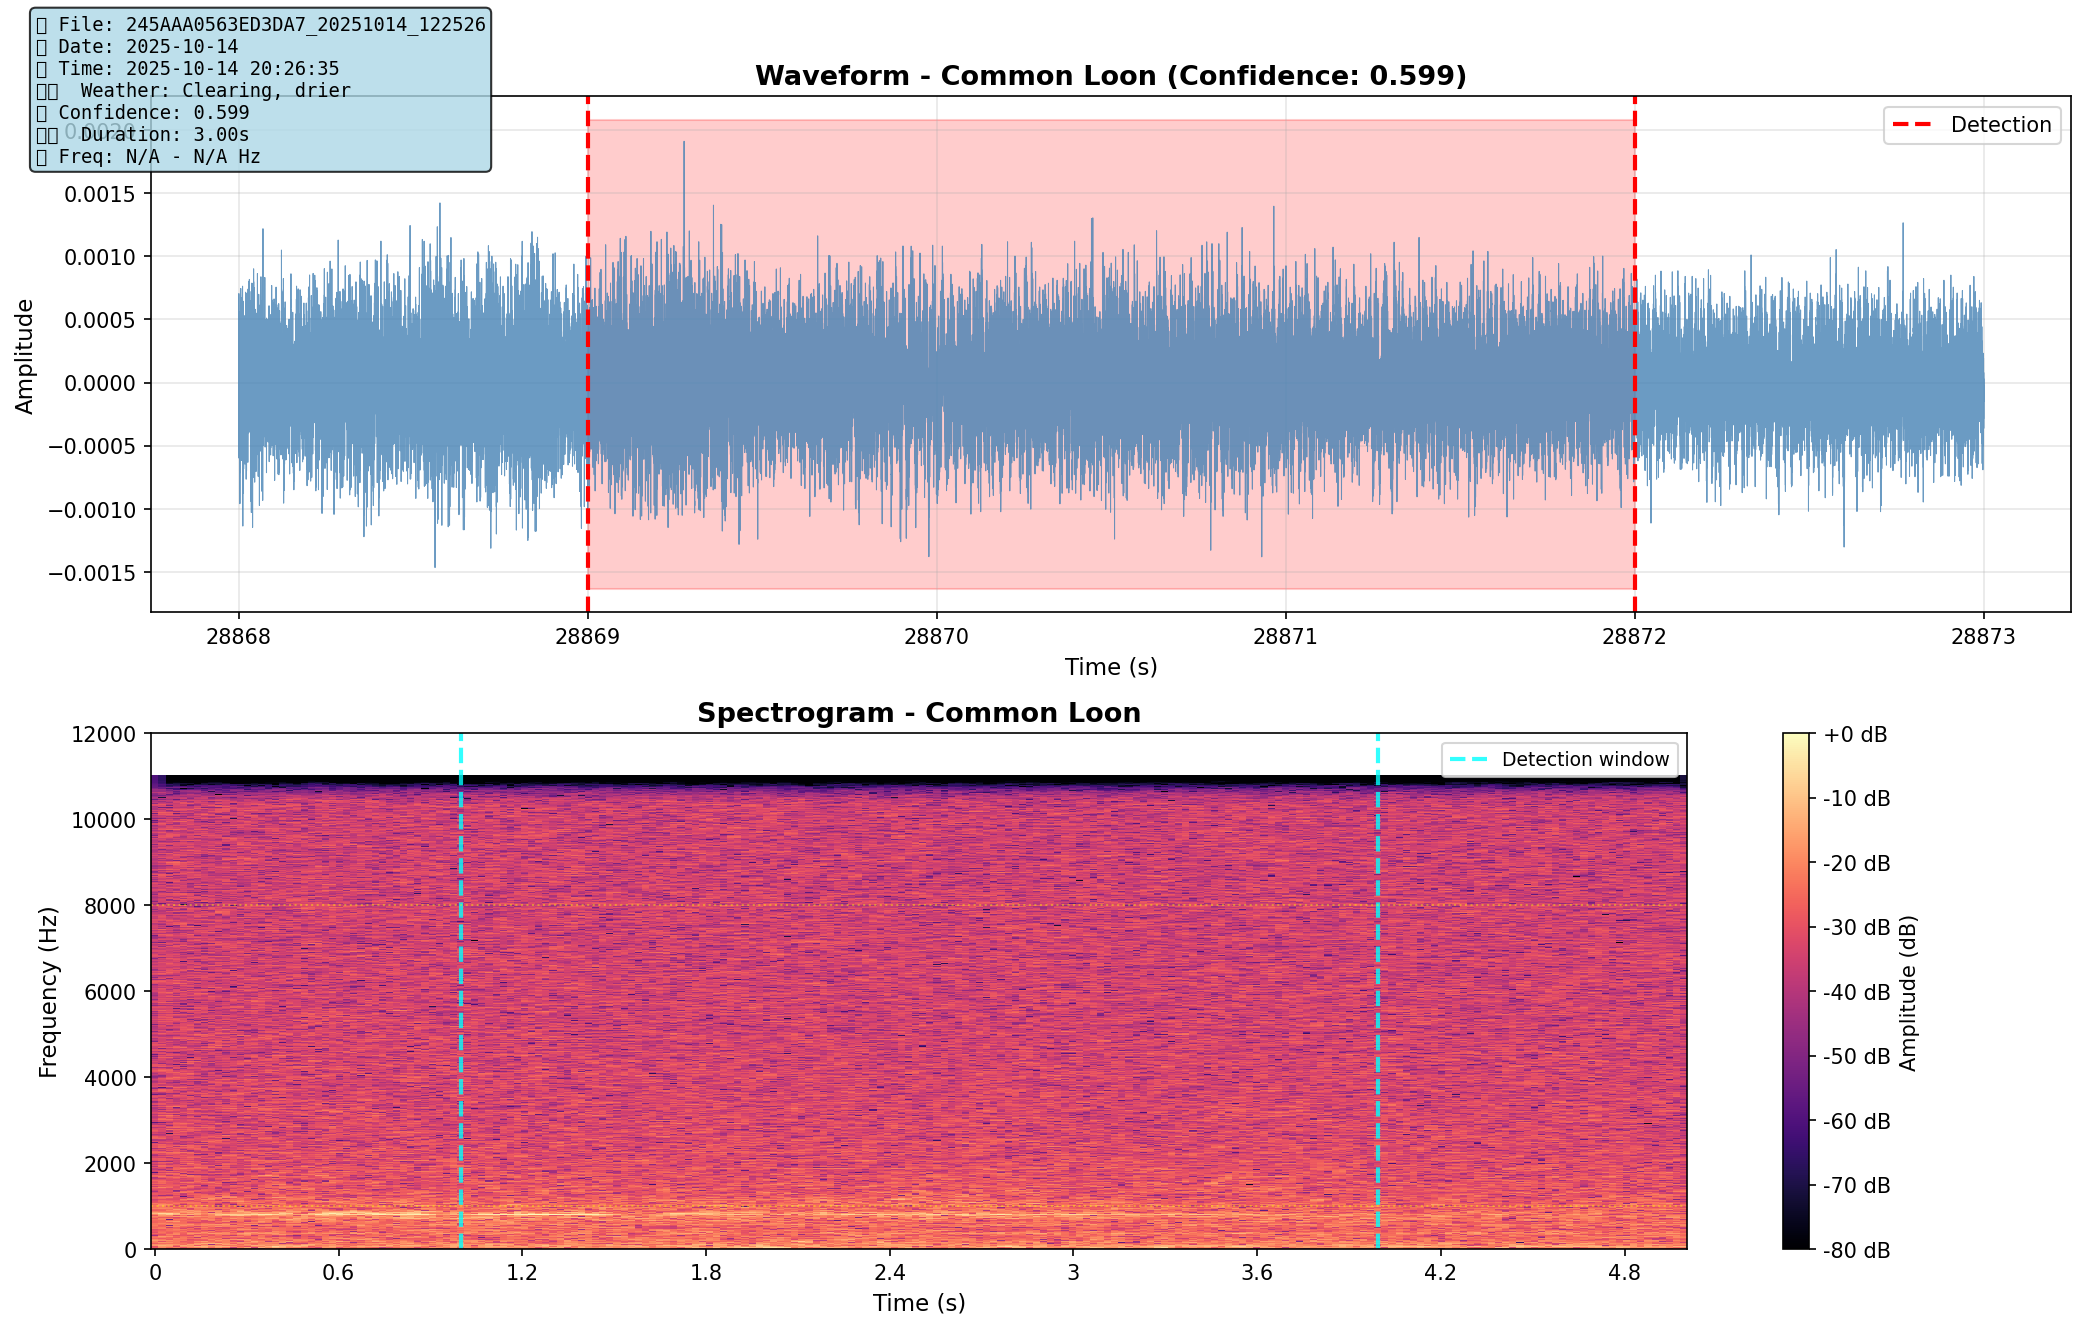 File: 245AAA0563ED3DA7_20251014_122526
Date: 2025-10-14
Time: 2025-10-14 20:26:35
Weather: Clearing, drier
Confidence: 0.599
Duration: 3.00s
Freq: N/A - N/A Hz
Waveform - Common Loon (Confidence: 0.599)
Detection
Amplitude
0.0020
0.0015
0.0010
0.0005
0.0000
−0.0005
−0.0010
−0.0015
28868 28869 28870 28871 28872 28873
Time (s)
Spectrogram - Common Loon
Detection window
Frequency (Hz)
12000
10000
8000
6000
4000
2000
0
0 0.6 1.2 1.8 2.4 3 3.6 4.2 4.8
Time (s)
+0 dB
-10 dB
-20 dB
-30 dB
-40 dB
-50 dB
-60 dB
-70 dB
-80 dB
Amplitude (dB)